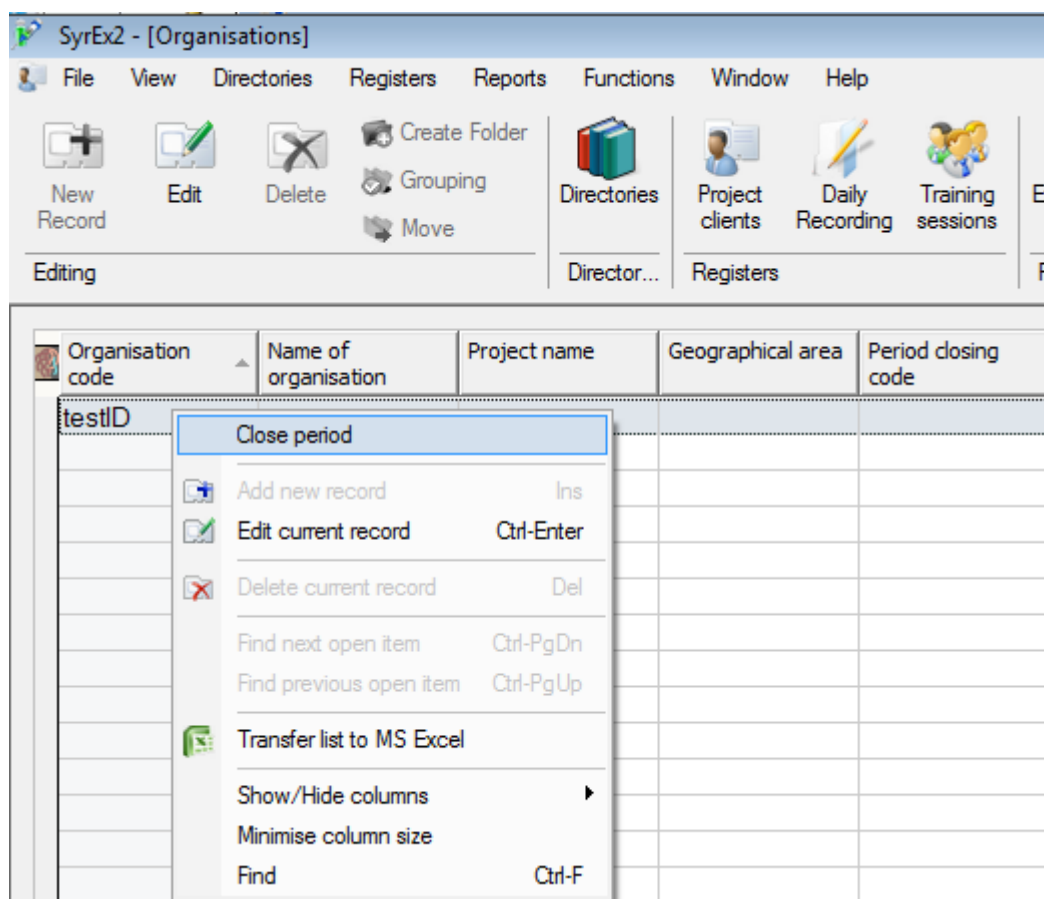 SyrEx2 - [Organisations]
File View Directories Registers Reports Functions Window Help
New Record
Edit
Delete
Create Folder
Grouping
Move
Directories
Project clients
Daily Recording
Training sessions
E
Editing
Director...
Registers
Organisation code
Name of organisation
Project name
Geographical area
Period closing code
testID
Close period
Add new record Ins
Edit current record Ctrl-Enter
Delete current record Del
Find next open item Ctrl-PgDn
Find previous open item Ctrl-PgUp
Transfer list to MS Excel
Show/Hide columns
Minimise column size
Find Ctrl-F